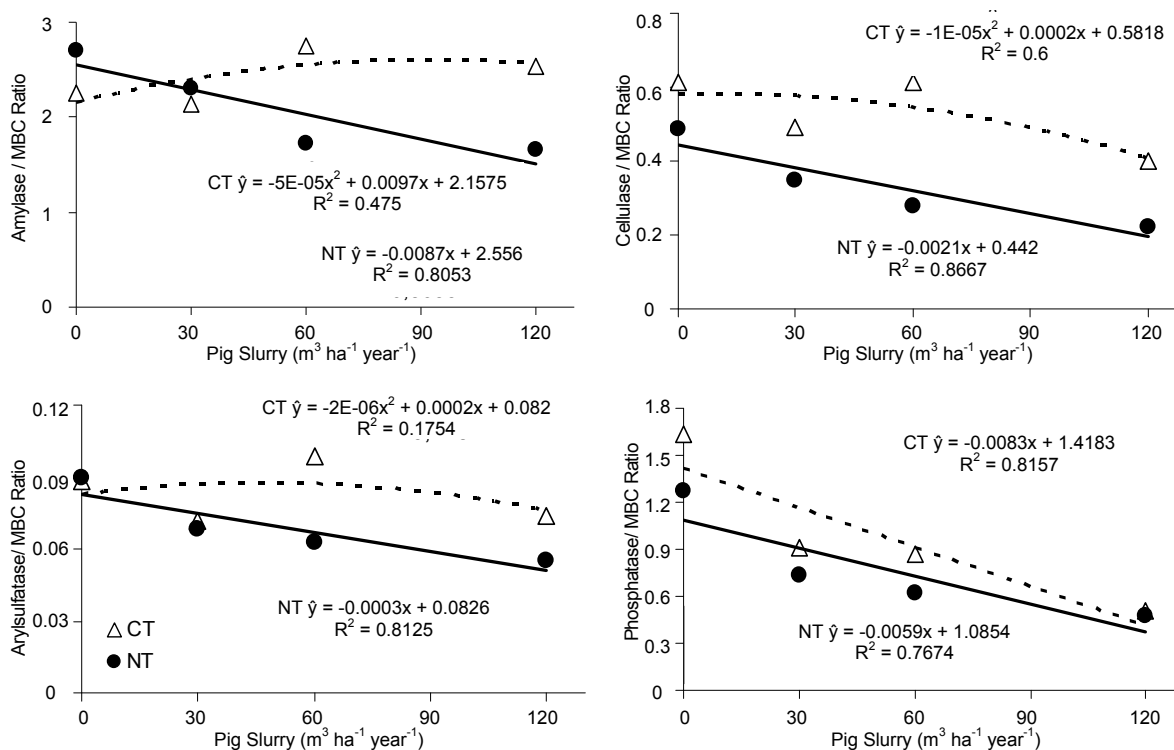 Amylase / MBC Ratio
3
2
1
0
CT ŷ = -5E-05x² + 0.0097x + 2.1575
R² = 0.475
NT ŷ = -0.0087x + 2.556
R² = 0.8053
0 30 60 90 120
Pig Slurry (m³ ha⁻¹ year⁻¹)
Cellulase / MBC Ratio
0.8
0.6
0.4
0.2
0
CT ŷ = -1E-05x² + 0.0002x + 0.5818
R² = 0.6
NT ŷ = -0.0021x + 0.442
R² = 0.8667
0 30 60 90 120
Pig Slurry (m³ ha⁻¹ year⁻¹)
Arylsulfatase/ MBC Ratio
0.12
0.09
0.06
0.03
0
CT ŷ = -2E-06x² + 0.0002x + 0.082
R² = 0.1754
NT ŷ = -0.0003x + 0.0826
R² = 0.8125
CT
NT
0 30 60 90 120
Pig Slurry (m³ ha⁻¹ year⁻¹)
Phosphatase/ MBC Ratio
1.8
1.5
1.2
0.9
0.6
0.3
0
CT ŷ = -0.0083x + 1.4183
R² = 0.8157
NT ŷ = -0.0059x + 1.0854
R² = 0.7674
0 30 60 90 120
Pig Slurry (m³ ha⁻¹ year⁻¹)